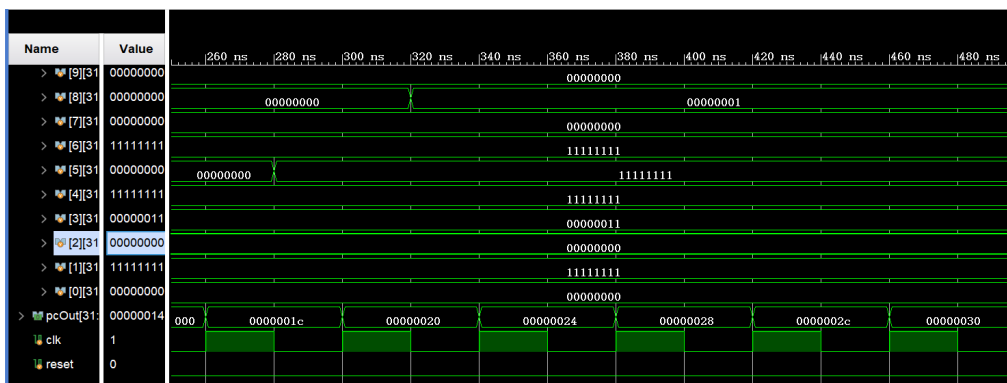 Name Value
260 ns 280 ns 300 ns 320 ns 340 ns 360 ns 380 ns 400 ns 420 ns 440 ns 460 ns 480 ns
[9][31 00000000 00000000
[8][31 00000000 00000000 00000001
[7][31 00000000 00000000
[6][31 11111111 11111111
[5][31 00000000 00000000 11111111
[4][31 11111111 11111111
[3][31 00000011 00000011
[2][31 00000000 00000000
[1][31 11111111 11111111
[0][31 00000000 00000000
pcOut[31: 00000014 000 0000001c 00000020 00000024 00000028 0000002c 00000030
clk 1
reset 0